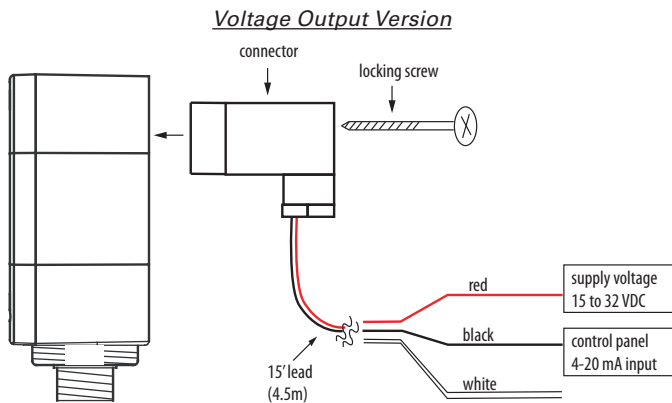 Voltage Output Version
connector
locking screw
red
supply voltage
15 to 32 VDC
black
control panel
4-20 mA input
white
15’ lead
(4.5m)